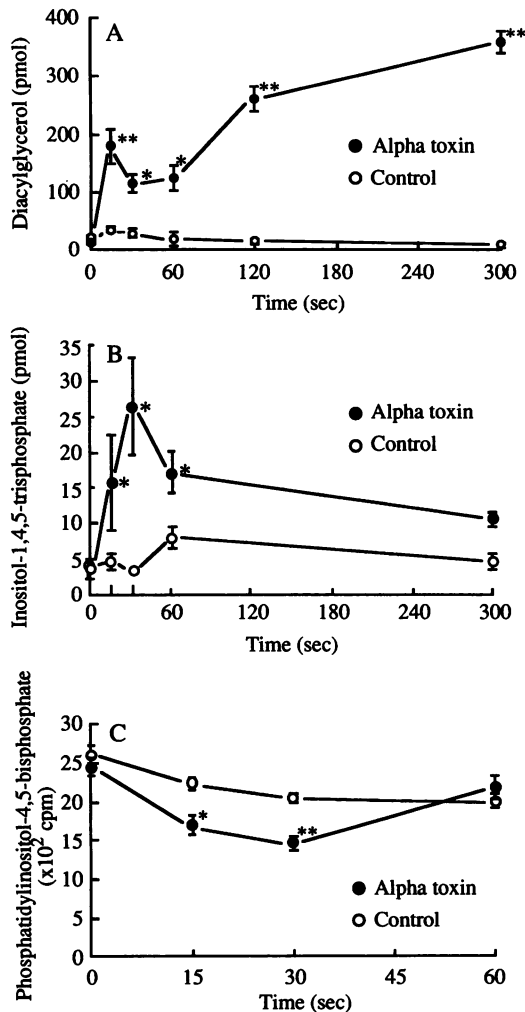 Diacylglycerol (pmol)
A
400
300
200
100
0
**
*
*
**
**
Alpha toxin
Control
0
60
120
180
240
300
Time (sec)
Inositol-1,4,5-trisphosphate (pmol)
B
35
30
25
20
15
10
5
0
*
*
*
Alpha toxin
Control
0
60
120
180
240
300
Time (sec)
Phosphatidylinositol-4,5-bisphosphate
(x10² cpm)
C
30
25
20
15
10
5
0
*
**
Alpha toxin
Control
0
15
30
45
60
Time (sec)